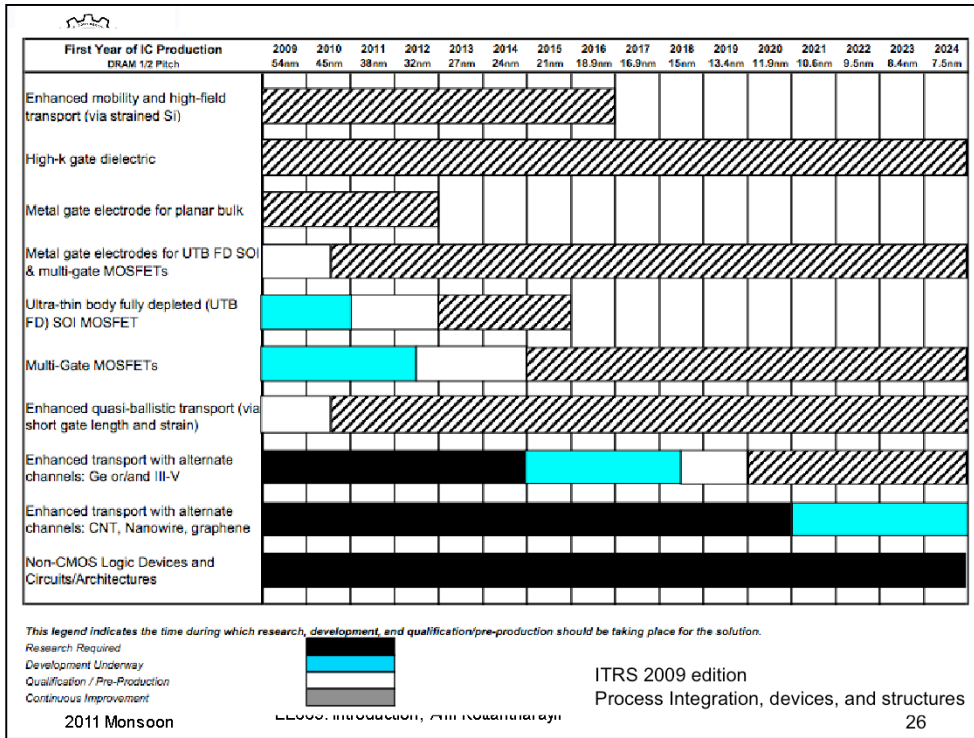 First Year of IC Production 2009 2010 2011 2012 2013 2014 2015 2016 2017 2018 2019 2020 2021 2022 2023 2024
DRAM 1/2 Pitch 54nm 45nm 38nm 32nm 27nm 24nm 21nm 18.9nm 16.9nm 15nm 13.4nm 11.9nm 10.6nm 9.5nm 8.4nm 7.5nm
Enhanced mobility and high-field
transport (via strained Si)
High-k gate dielectric
Metal gate electrode for planar bulk
Metal gate electrodes for UTB FD SOI
& multi-gate MOSFETs
Ultra-thin body fully depleted (UTB
FD) SOI MOSFET
Multi-Gate MOSFETs
Enhanced quasi-ballistic transport (via
short gate length and strain)
Enhanced transport with alternate
channels: Ge or/and III-V
Enhanced transport with alternate
channels: CNT, Nanowire, graphene
Non-CMOS Logic Devices and
Circuits/Architectures
This legend indicates the time during which research, development, and qualification/pre-production should be taking place for the solution.
Research Required
Development Underway
Qualification / Pre-Production
Continuous Improvement
ITRS 2009 edition
Process Integration, devices, and structures
2011 Monsoon
Introduction,
26